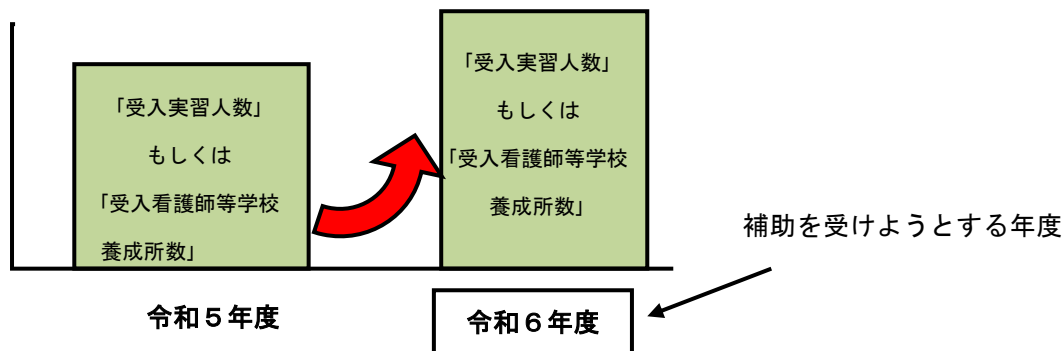 「受入実習人数」
もしくは
「受入看護師等学校
養成所数」
「受入実習人数」
もしくは
「受入看護師等学校
養成所数」
補助を受けようとする年度
令和５年度
令和６年度